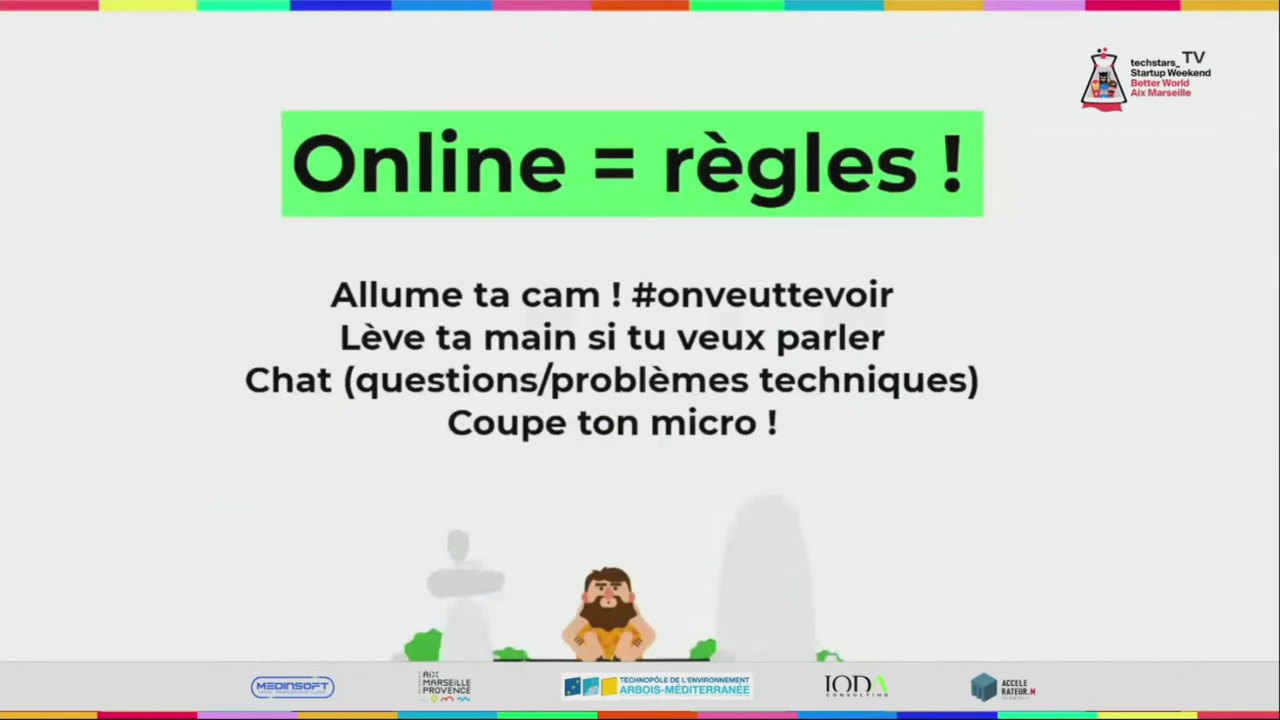 techstars_ TV
Startup Weekend
Better World
Aix Marseille
Online = règles !
Allume ta cam ! #onveuttevoir
Lève ta main si tu veux parler
Chat (questions/problèmes techniques)
Coupe ton micro !
MEDINSOFT
AIX
MARSEILLE
PROVENCE
TECHNOPÔLE DE L'ENVIRONNEMENT
ARBOIS-MÉDITERRANÉE
IODA
CONSULTING
ACCELE
RATEUR.M